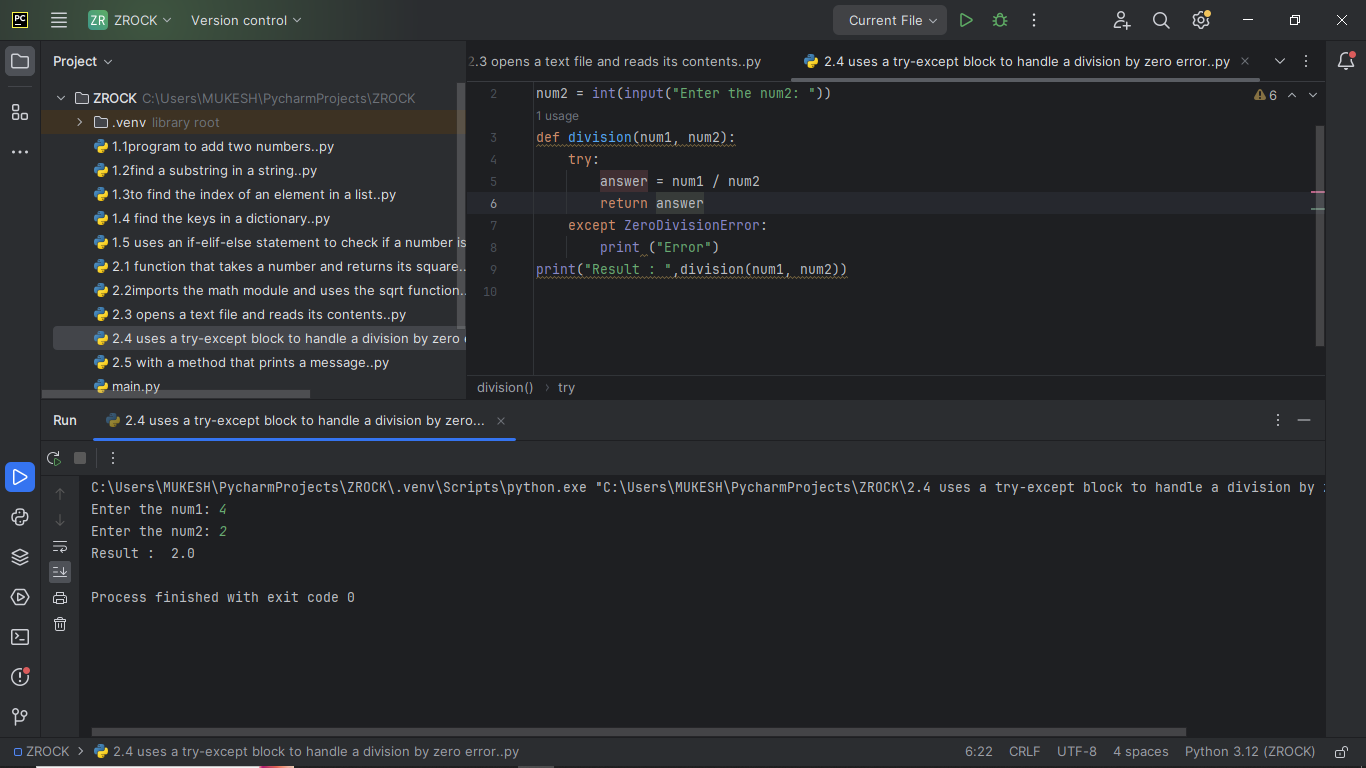 PC
ZR ZROCK Version control Current File
Project
ZROCK C:\Users\MUKESH\PycharmProjects\ZROCK
.venv library root
1.1program to add two numbers..py
1.2find a substring in a string..py
1.3to find the index of an element in a list..py
1.4 find the keys in a dictionary..py
1.5 uses an if-elif-else statement to check if a number is
2.1 function that takes a number and returns its square..
2.2imports the math module and uses the sqrt function..
2.3 opens a text file and reads its contents..py
2.4 uses a try-except block to handle a division by zero
2.5 with a method that prints a message..py
main.py
2.3 opens a text file and reads its contents..py 2.4 uses a try-except block to handle a division by zero error..py
6
2 num2 = int(input("Enter the num2: "))
1 usage
3 def division(num1, num2):
4 try:
5 answer = num1 / num2
6 return answer
7 except ZeroDivisionError:
8 print ("Error")
9 print("Result : ",division(num1, num2))
10
division() › try
Run 2.4 uses a try-except block to handle a division by zero...
C:\Users\MUKESH\PycharmProjects\ZROCK\.venv\Scripts\python.exe "C:\Users\MUKESH\PycharmProjects\ZROCK\2.4 uses a try-except block to handle a division by
Enter the num1: 4
Enter the num2: 2
Result :  2.0
Process finished with exit code 0
ZROCK › 2.4 uses a try-except block to handle a division by zero error..py 6:22 CRLF UTF-8 4 spaces Python 3.12 (ZROCK)